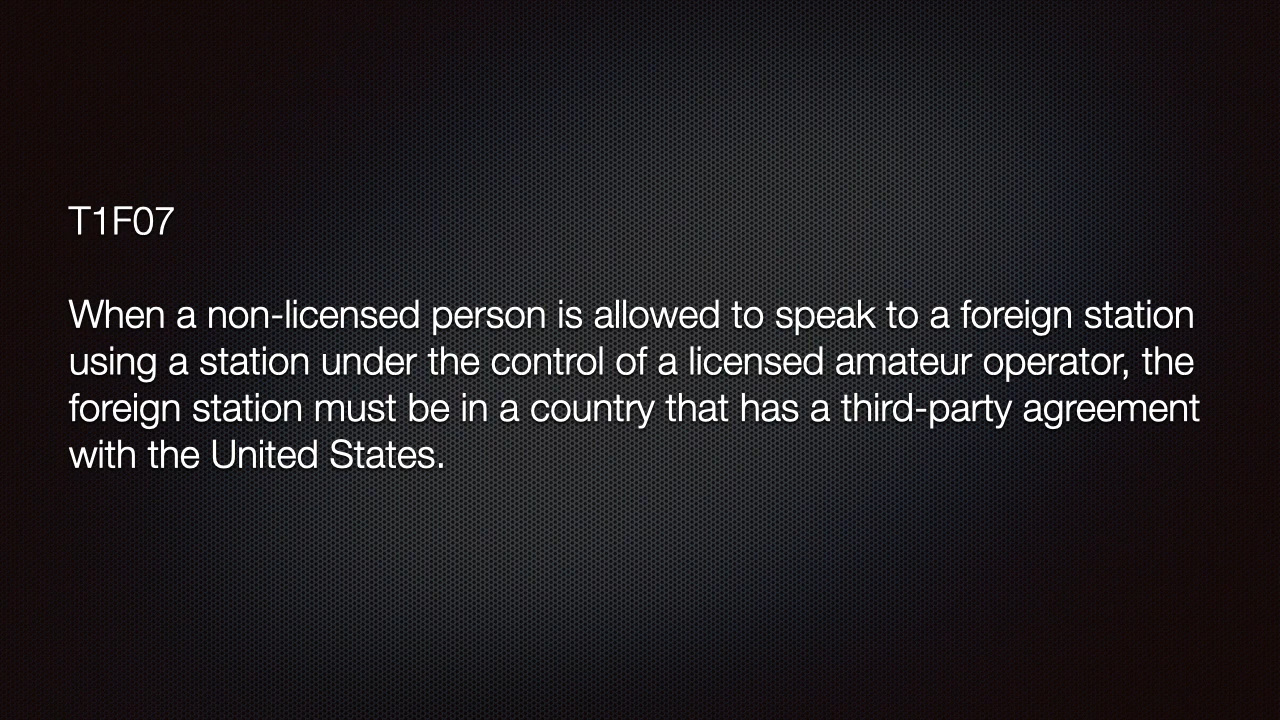 T1F07
When a non-licensed person is allowed to speak to a foreign station
using a station under the control of a licensed amateur operator, the
foreign station must be in a country that has a third-party agreement
with the United States.